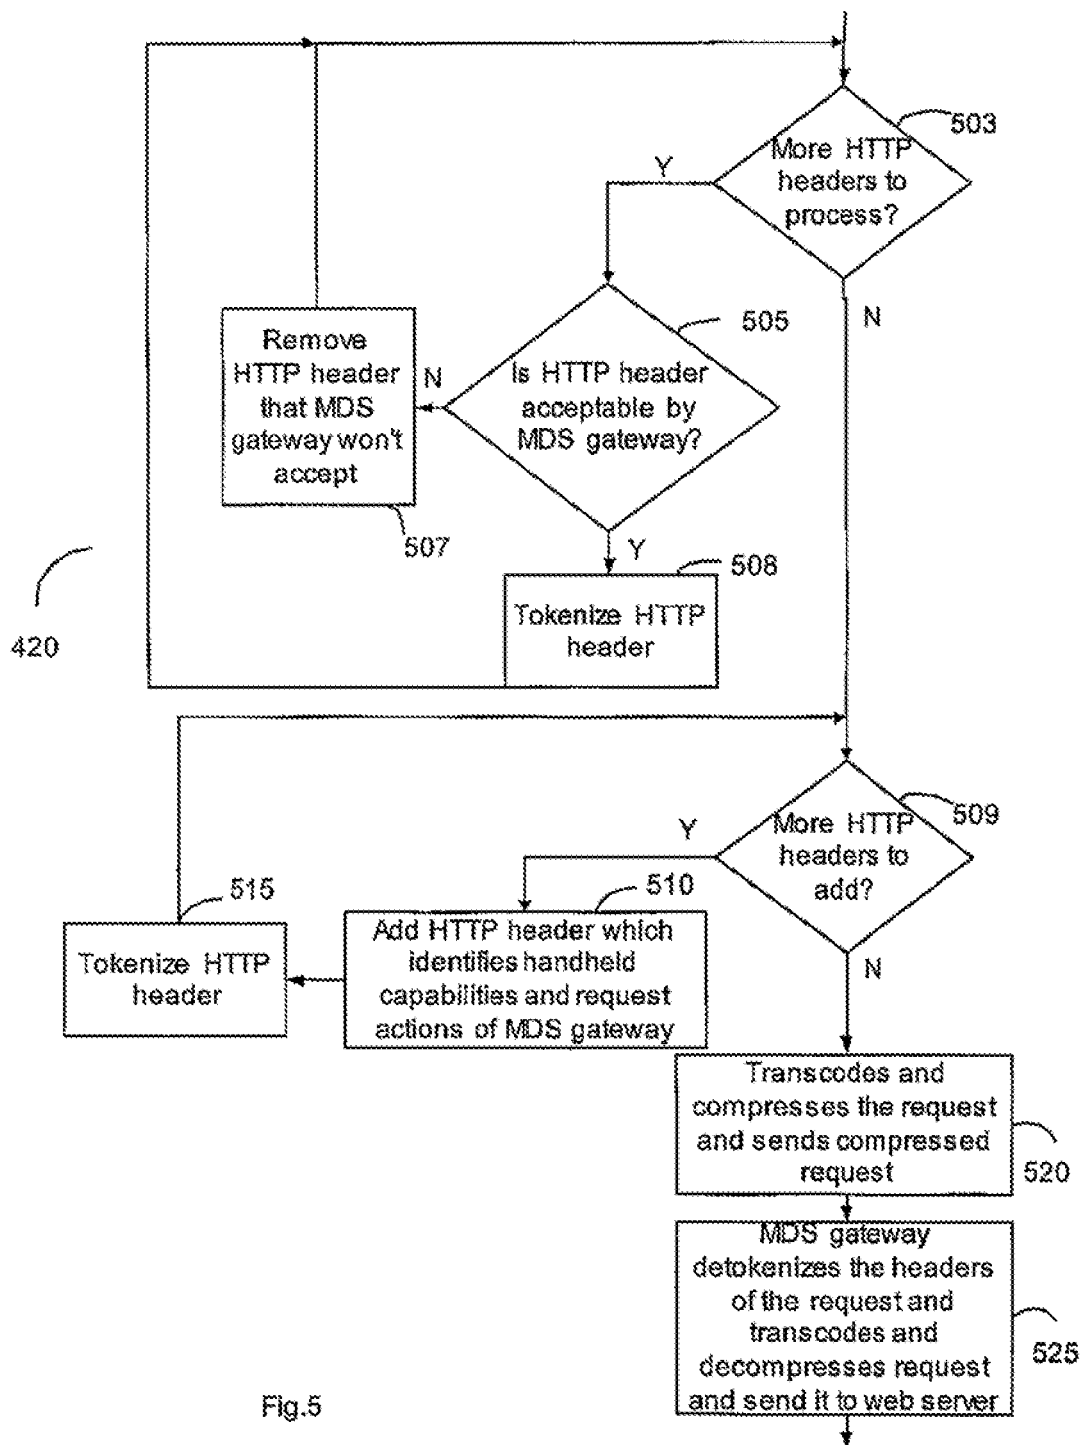 503
More HTTP
headers to
process?
Y
N
505
Is HTTP header
acceptable by
MDS gateway?
N
Remove
HTTP header
that MDS
gateway won't
accept
507
Y
508
Tokenize HTTP
header
420
509
More HTTP
headers to
add?
Y
N
510
Add HTTP header which
identifies handheld
capabilities and request
actions of MDS gateway
515
Tokenize HTTP
header
Transcodes and
compresses the request
and sends compressed
request
520
MDS gateway
detokenizes the headers
of the request and
transcodes and
decompresses request
and send it to web server
525
Fig.5